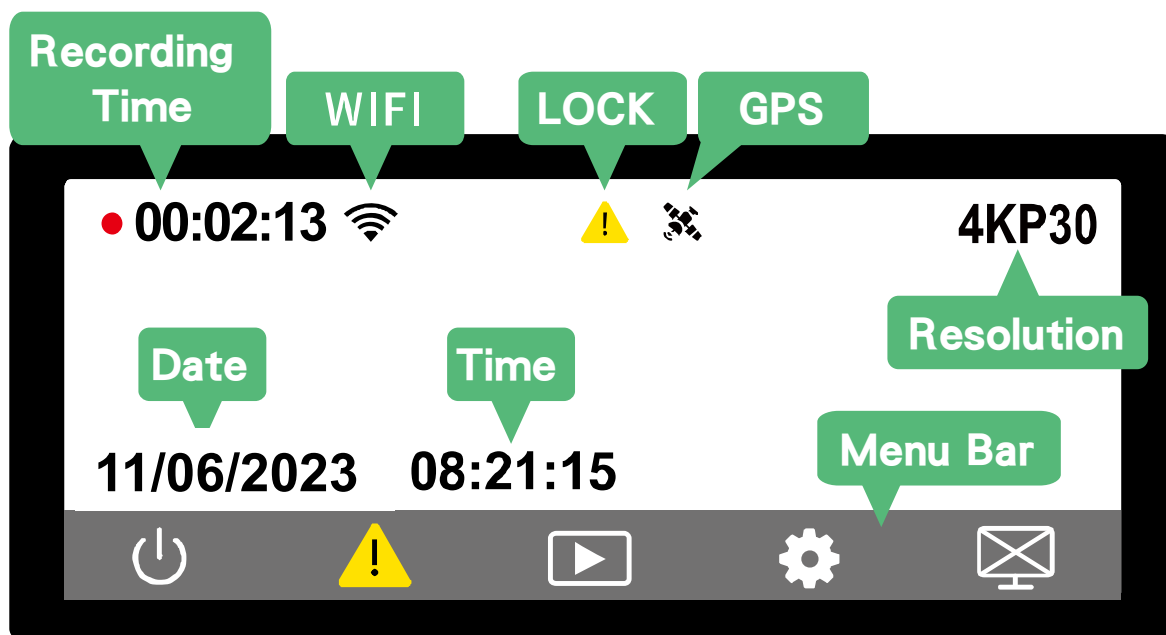 Recording
Time
WIFI
LOCK
GPS
00:02:13
4KP30
Resolution
Date
Time
11/06/2023
08:21:15
Menu Bar